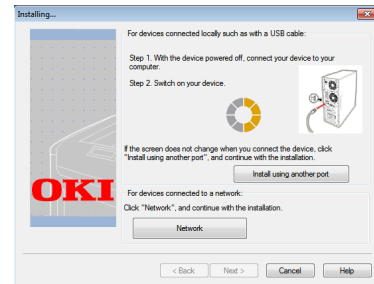 Installing...
For devices connected locally such as with a USB cable:
Step 1. With the device powered off, connect your device to your
computer.
Step 2. Switch on your device.
If the screen does not change when you connect the device, click
"Install using another port", and continue with the installation.
Install using another port
OKI
For devices connected to a network:
Click "Network", and continue with the installation.
Network
< Back
Next >
Cancel
Help